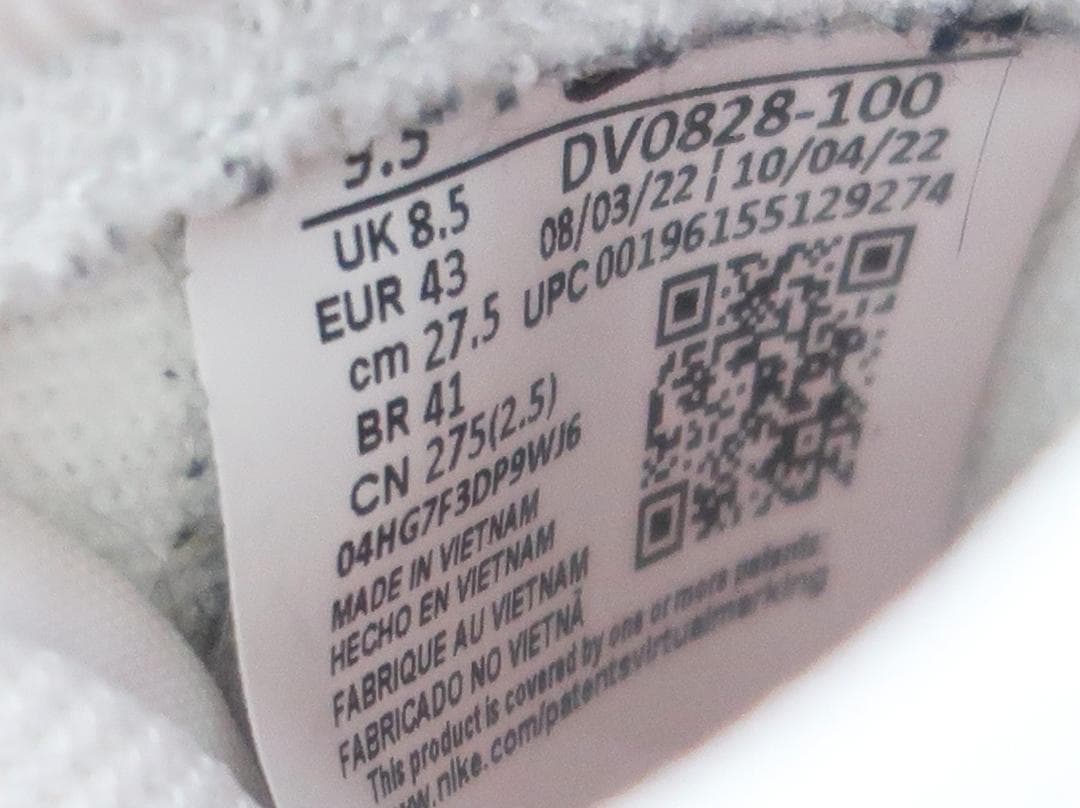 DV0828-100
UK 8.5 08/03/22 | 10/04/22
EUR 43 UPC 00196155129274
cm 27.5
BR 41
CN 275(2.5)
04HG7F3DP9WJ6
MADE IN VIETNAM
HECHO EN VIETNAM
FABRIQUE AU VIETNAM
FABRICADO NO VIETNÃ
This product is covered by one or more patents
www.nike.com/patentsvirtualmarking